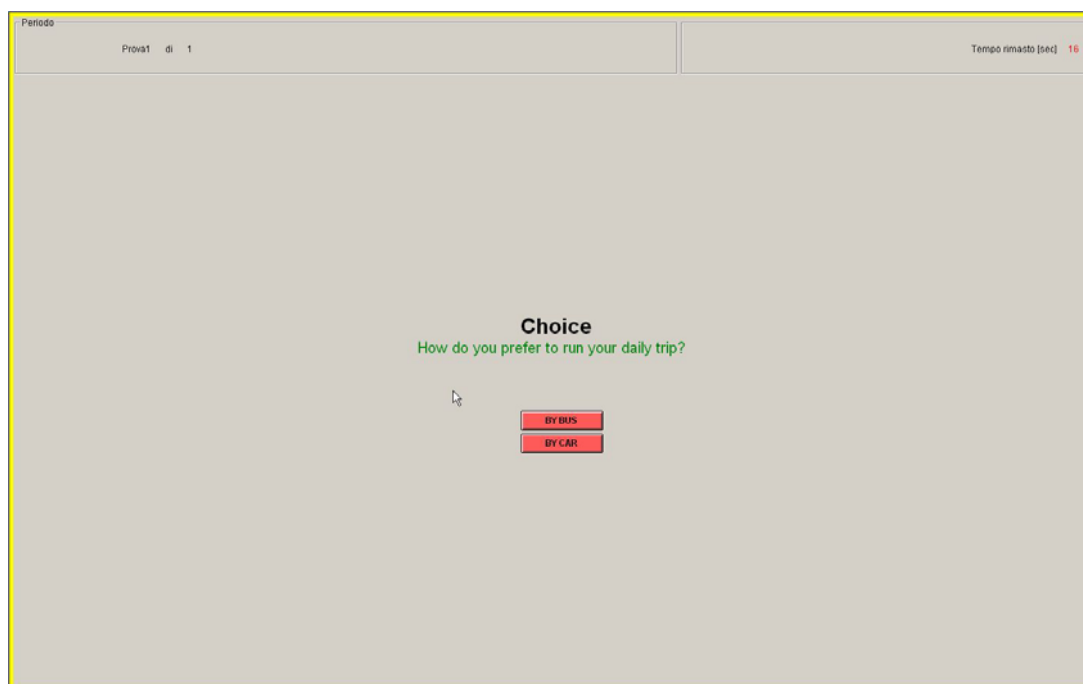 Periodo
Prova1 di 1
Tempo rimasto [sec] 16
Choice
How do you prefer to run your daily trip?
BY BUS
BY CAR